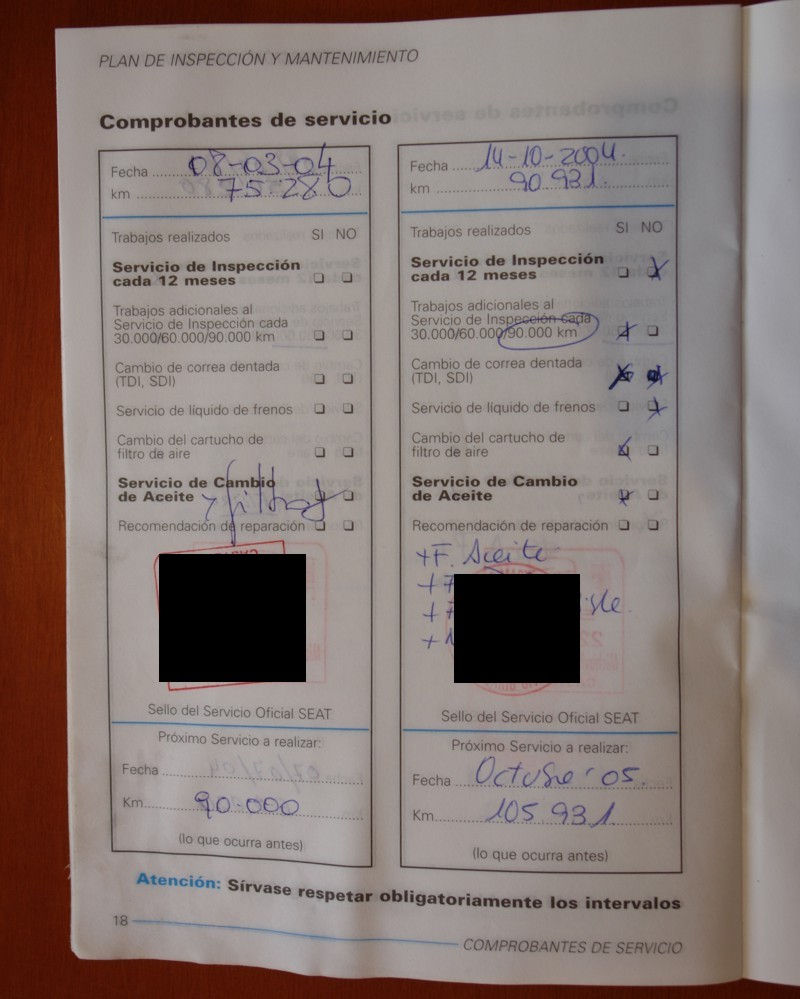 PLAN DE INSPECCIÓN Y MANTENIMIENTO
Comprobantes de servicio
Fecha 08-03-04
km 75.280
Trabajos realizados SI NO
Servicio de Inspección
cada 12 meses
Trabajos adicionales al
Servicio de Inspección cada
30.000/60.000/90.000 km
Cambio de correa dentada
(TDI, SDI)
Servicio de líquido de frenos
Cambio del cartucho de
filtro de aire
Servicio de Cambio
de Aceite y filtro
Recomendación de reparación
Sello del Servicio Oficial SEAT
Próximo Servicio a realizar:
Fecha
Km 90.000
(lo que ocurra antes)
Fecha 14-10-2004.
km 90.931.
Trabajos realizados SI NO
Servicio de Inspección
cada 12 meses
Trabajos adicionales al
Servicio de Inspección cada
30.000/60.000/90.000 km
Cambio de correa dentada
(TDI, SDI)
Servicio de líquido de frenos
Cambio del cartucho de
filtro de aire
Servicio de Cambio
de Aceite
Recomendación de reparación
+F. Aceite
Sello del Servicio Oficial SEAT
Próximo Servicio a realizar:
Fecha Octubre '05.
Km 105.931
(lo que ocurra antes)
Atención: Sírvase respetar obligatoriamente los intervalos
18
COMPROBANTES DE SERVICIO